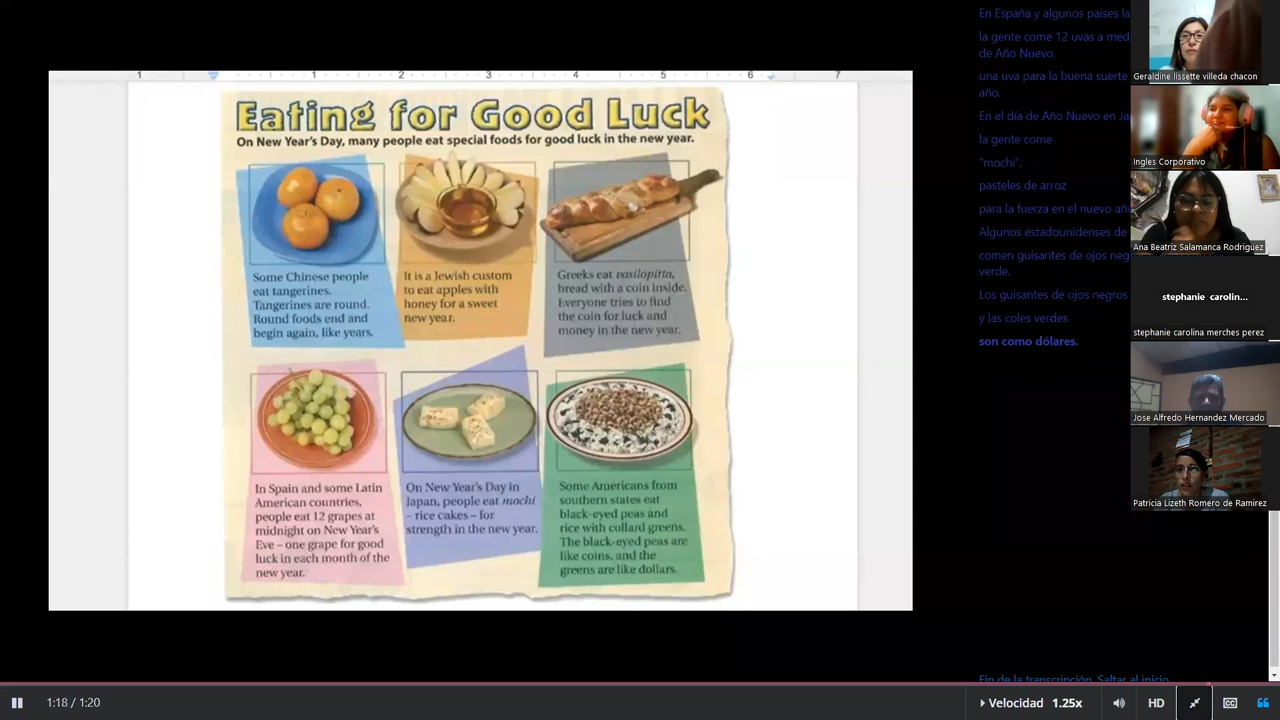 1 1 2 3 4 5 6 7
Eating for Good Luck
On New Year's Day, many people eat special foods for good luck in the new year.
Some Chinese people
eat tangerines.
Tangerines are round.
Round foods end and
begin again, like years.
It is a Jewish custom
to eat apples with
honey for a sweet
new year.
Greeks eat vasilopitta,
bread with a coin inside.
Everyone tries to find
the coin for luck and
money in the new year.
In Spain and some Latin
American countries,
people eat 12 grapes at
midnight on New Year's
Eve – one grape for good
luck in each month of the
new year.
On New Year's Day in
Japan, people eat mochi
– rice cakes – for
strength in the new year.
Some Americans from
southern states eat
black-eyed peas and
rice with collard greens.
The black-eyed peas are
like coins, and the
greens are like dollars.
En España y algunos países la
la gente come 12 uvas a med
de Año Nuevo,
una uva para la buena suerte
año.
En el día de Año Nuevo en Ja
la gente come
"mochi",
pasteles de arroz
para la fuerza en el nuevo año
Algunos estadounidenses de
comen guisantes de ojos neg
verde.
Los guisantes de ojos negros
y las coles verdes
son como dólares.
Fin de la transcripción. Saltar al inicio.
Geraldine lissette villeda chacon
Ingles Corporativo
Ana Beatriz Salamanca Rodriguez
stephanie carolin...
stephanie carolina merches perez
Jose Alfredo Hernandez Mercado
Patricia Lizeth Romero de Ramirez
1:18 / 1:20
Velocidad 1.25x
HD
CC